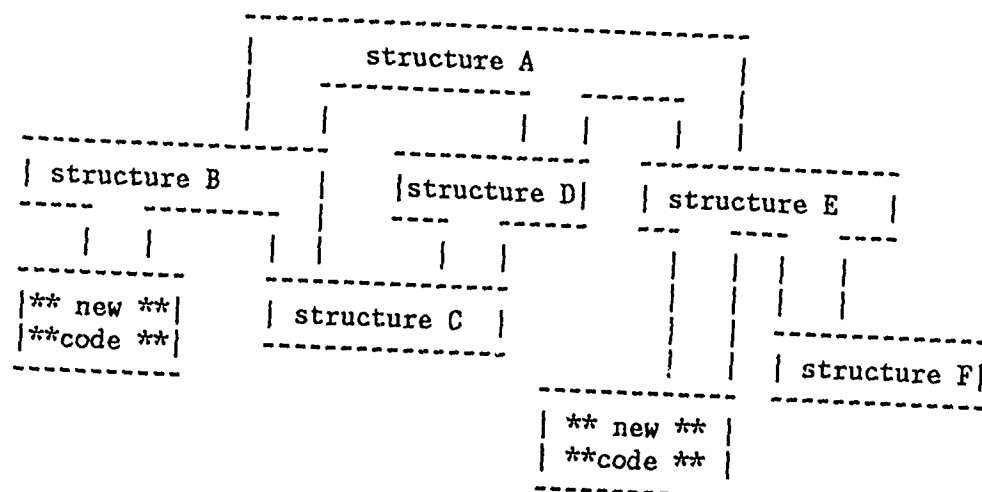 structure A
structure B
structure D
structure E
** new **
**code **
structure C
structure F
** new **
**code **